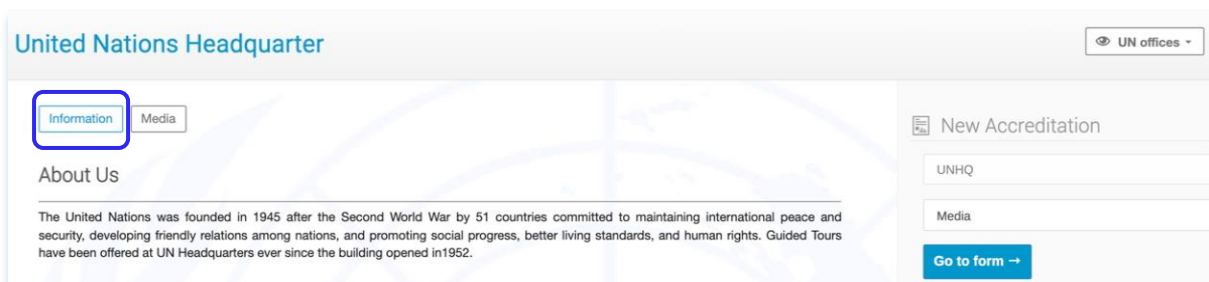 United Nations Headquarter
UN offices
Information
Media
About Us
The United Nations was founded in 1945 after the Second World War by 51 countries committed to maintaining international peace and
security, developing friendly relations among nations, and promoting social progress, better living standards, and human rights. Guided Tours
have been offered at UN Headquarters ever since the building opened in1952.
New Accreditation
UNHQ
Media
Go to form →